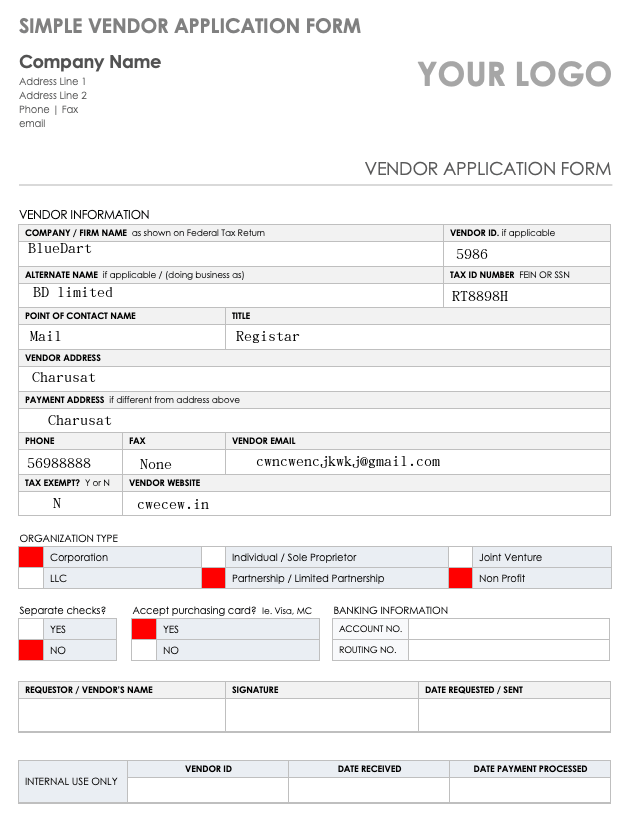 SIMPLE VENDOR APPLICATION FORM
Company Name
YOUR LOGO
Address Line 1
Address Line 2
Phone | Fax
email
VENDOR APPLICATION FORM
VENDOR INFORMATION
COMPANY / FIRM NAME as shown on Federal Tax Return VENDOR ID. if applicable
BlueDart 5986
ALTERNATE NAME if applicable / (doing business as) TAX ID NUMBER FEIN OR SSN
BD limited RT8898H
POINT OF CONTACT NAME TITLE
Mail Registar
VENDOR ADDRESS
Charusat
PAYMENT ADDRESS if different from address above
Charusat
PHONE FAX VENDOR EMAIL
56988888 None cwncwencjkwkj@gmail.com
TAX EXEMPT? Y or N VENDOR WEBSITE
N cwecew.in
ORGANIZATION TYPE
Corporation Individual / Sole Proprietor Joint Venture
LLC Partnership / Limited Partnership Non Profit
Separate checks? Accept purchasing card? Ie. Visa, MC BANKING INFORMATION
YES YES ACCOUNT NO.
NO NO ROUTING NO.
REQUESTOR / VENDOR'S NAME SIGNATURE DATE REQUESTED / SENT
INTERNAL USE ONLY VENDOR ID DATE RECEIVED DATE PAYMENT PROCESSED